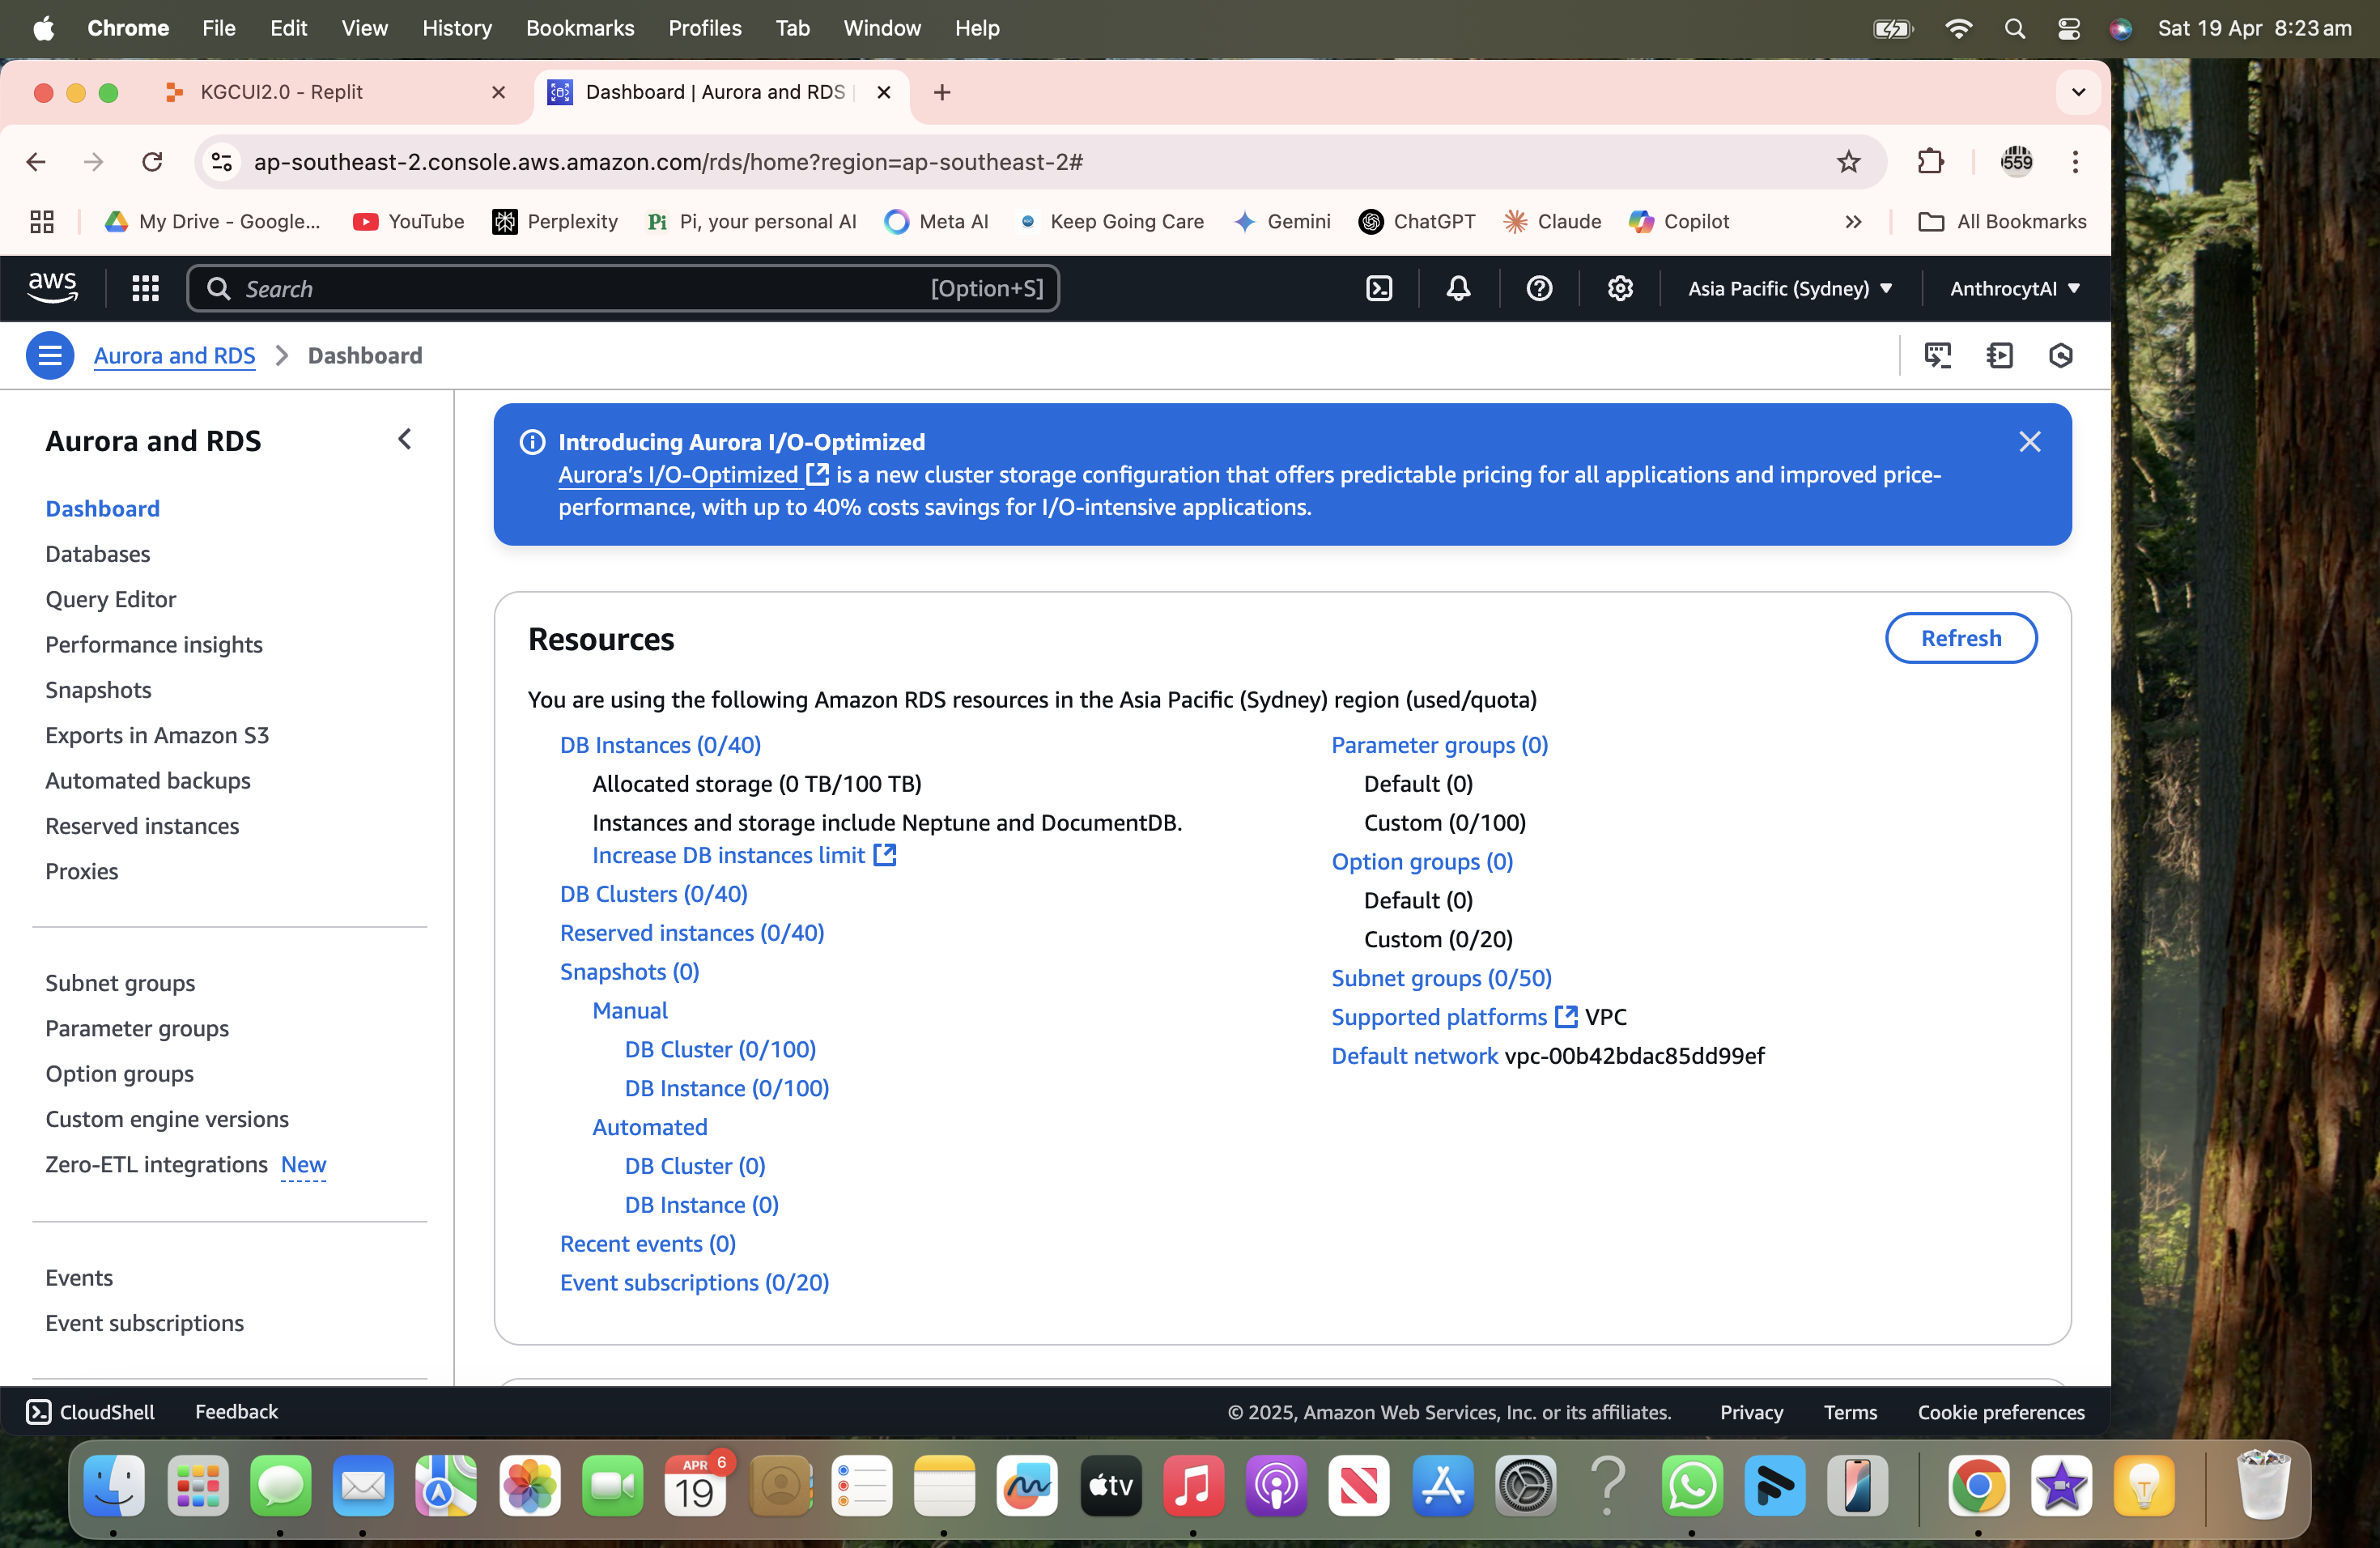 Chrome File Edit View History Bookmarks Profiles Tab Window Help Sat 19 Apr 8:23 am
KGCUI2.0 - Replit Dashboard | Aurora and RDS
ap-southeast-2.console.aws.amazon.com/rds/home?region=ap-southeast-2#
559
My Drive - Google... YouTube Perplexity Pi Pi, your personal AI Meta AI Keep Going Care Gemini ChatGPT Claude Copilot All Bookmarks
aws Search [Option+S] Asia Pacific (Sydney) AnthrocytAI
Aurora and RDS Dashboard
Aurora and RDS
Dashboard
Databases
Query Editor
Performance insights
Snapshots
Exports in Amazon S3
Automated backups
Reserved instances
Proxies
Subnet groups
Parameter groups
Option groups
Custom engine versions
Zero-ETL integrations New
Events
Event subscriptions
Introducing Aurora I/O-Optimized
Aurora's I/O-Optimized is a new cluster storage configuration that offers predictable pricing for all applications and improved price-
performance, with up to 40% costs savings for I/O-intensive applications.
Resources
Refresh
You are using the following Amazon RDS resources in the Asia Pacific (Sydney) region (used/quota)
DB Instances (0/40)
Allocated storage (0 TB/100 TB)
Instances and storage include Neptune and DocumentDB.
Increase DB instances limit
DB Clusters (0/40)
Reserved instances (0/40)
Snapshots (0)
Manual
DB Cluster (0/100)
DB Instance (0/100)
Automated
DB Cluster (0)
DB Instance (0)
Recent events (0)
Event subscriptions (0/20)
Parameter groups (0)
Default (0)
Custom (0/100)
Option groups (0)
Default (0)
Custom (0/20)
Subnet groups (0/50)
Supported platforms VPC
Default network vpc-00b42bdac85dd99ef
CloudShell Feedback © 2025, Amazon Web Services, Inc. or its affiliates. Privacy Terms Cookie preferences
APR 6
19
tv